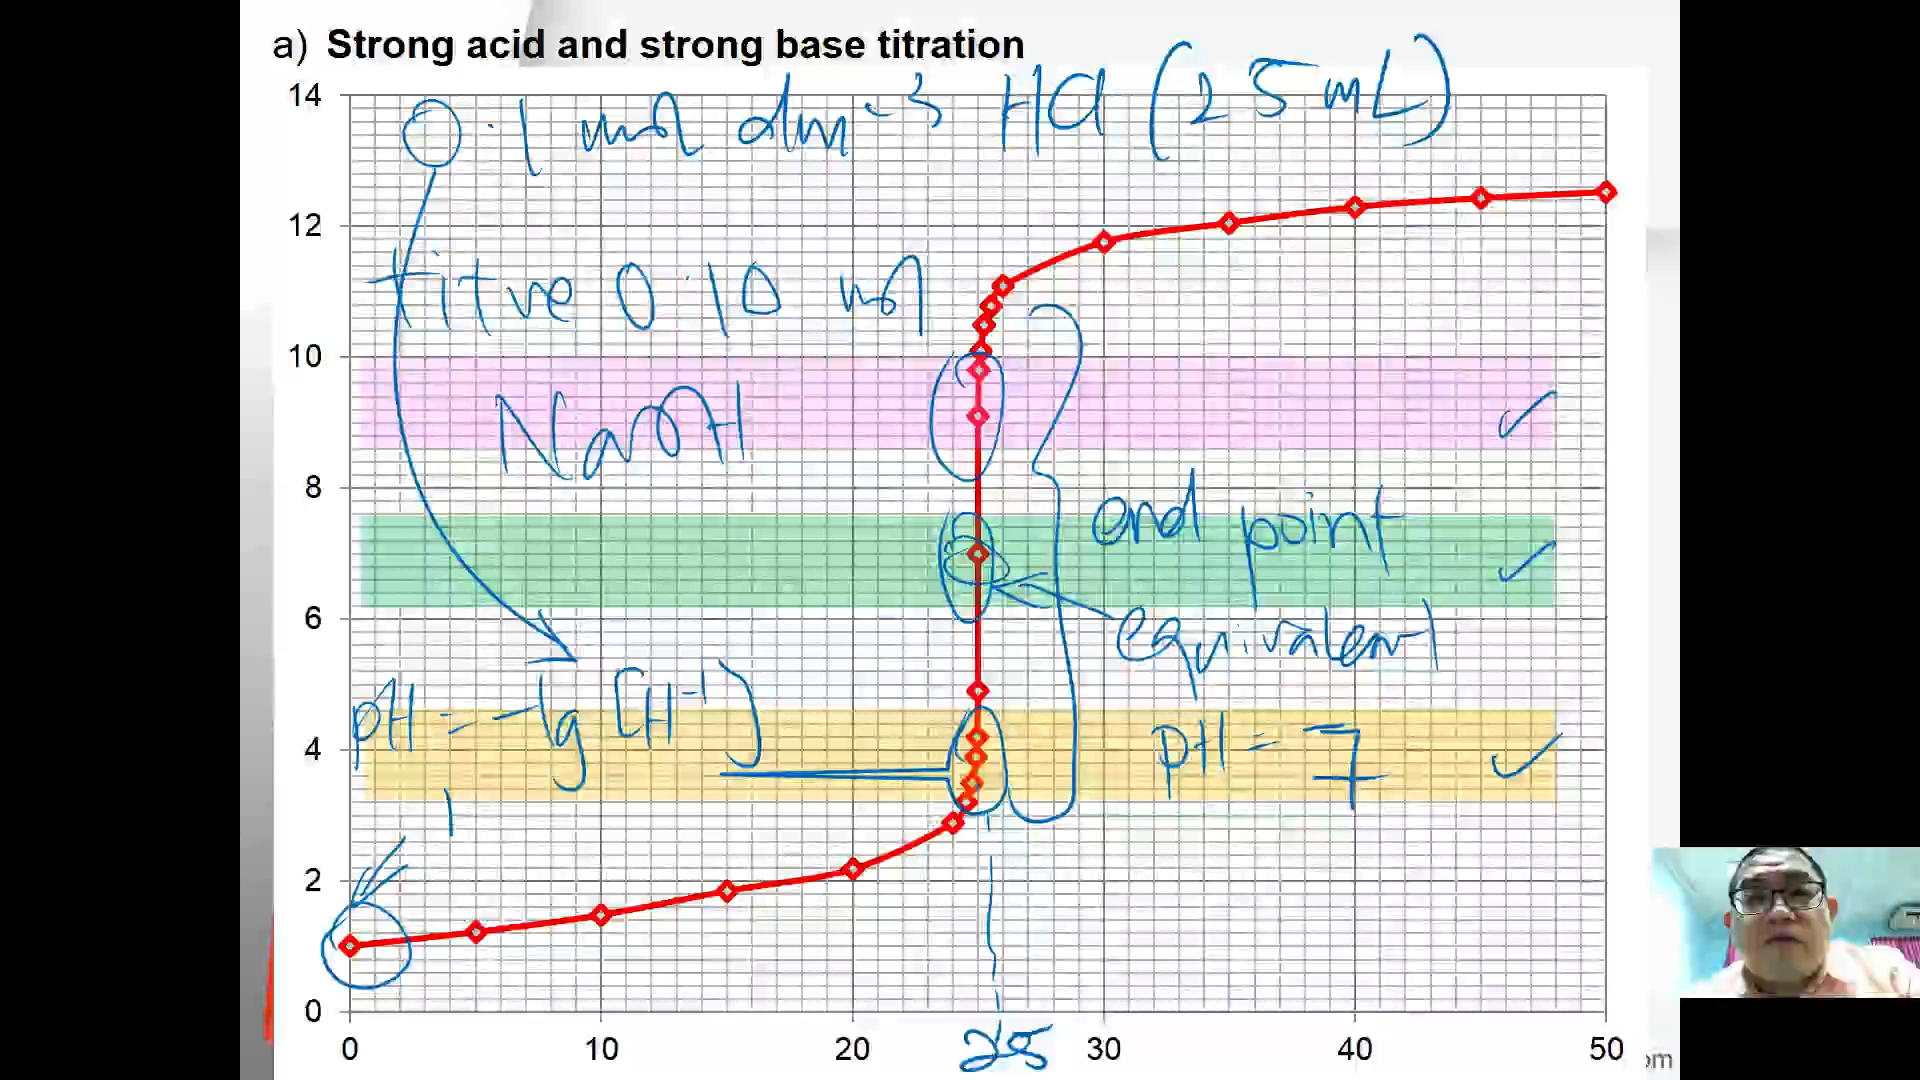 a) Strong acid and strong base titration
0.1 mol dm-3 HCl (25 mL)
14
12
titre 0.10 mol
10
NaOH
8
end point
6
equivalent
pH = -lg [H+]
pH = 7
4
1
2
0
0 10 20 25 30 40 50
om